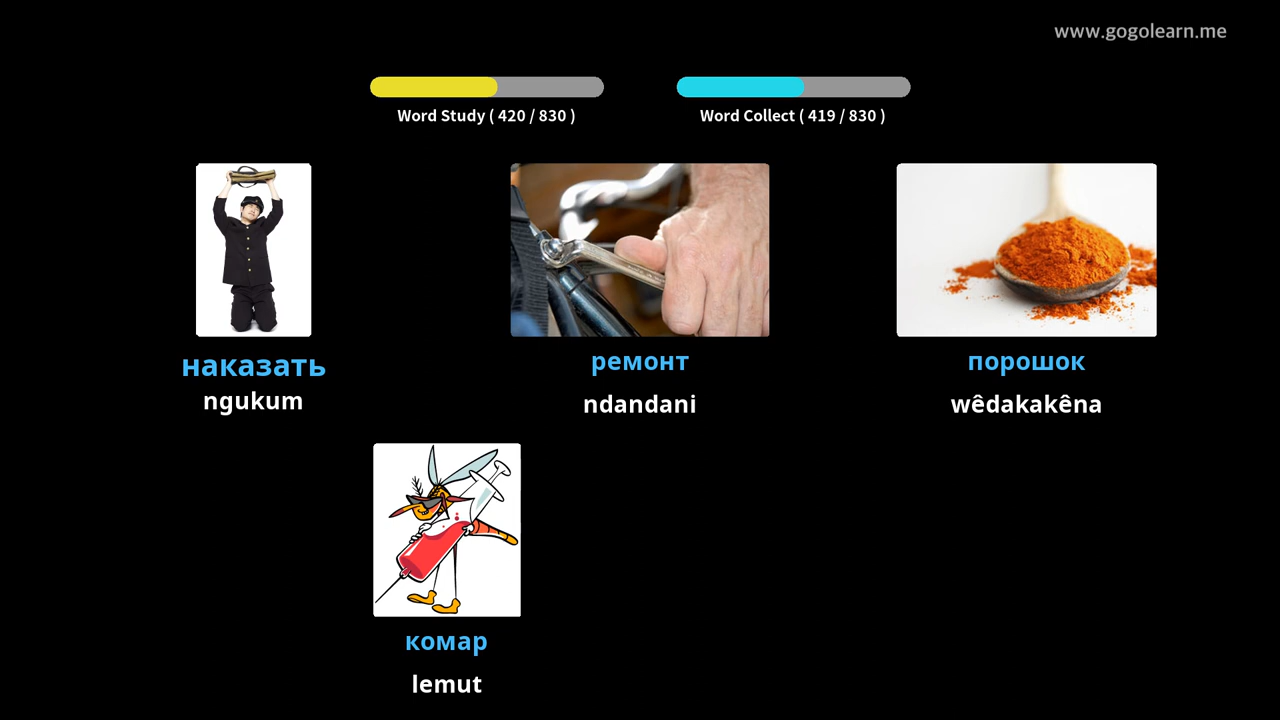 www.gogolearn.me
Word Study ( 420 / 830 )
Word Collect ( 419 / 830 )
наказать
ngukum
ремонт
ndandani
порошок
wêdakakêna
комар
lemut